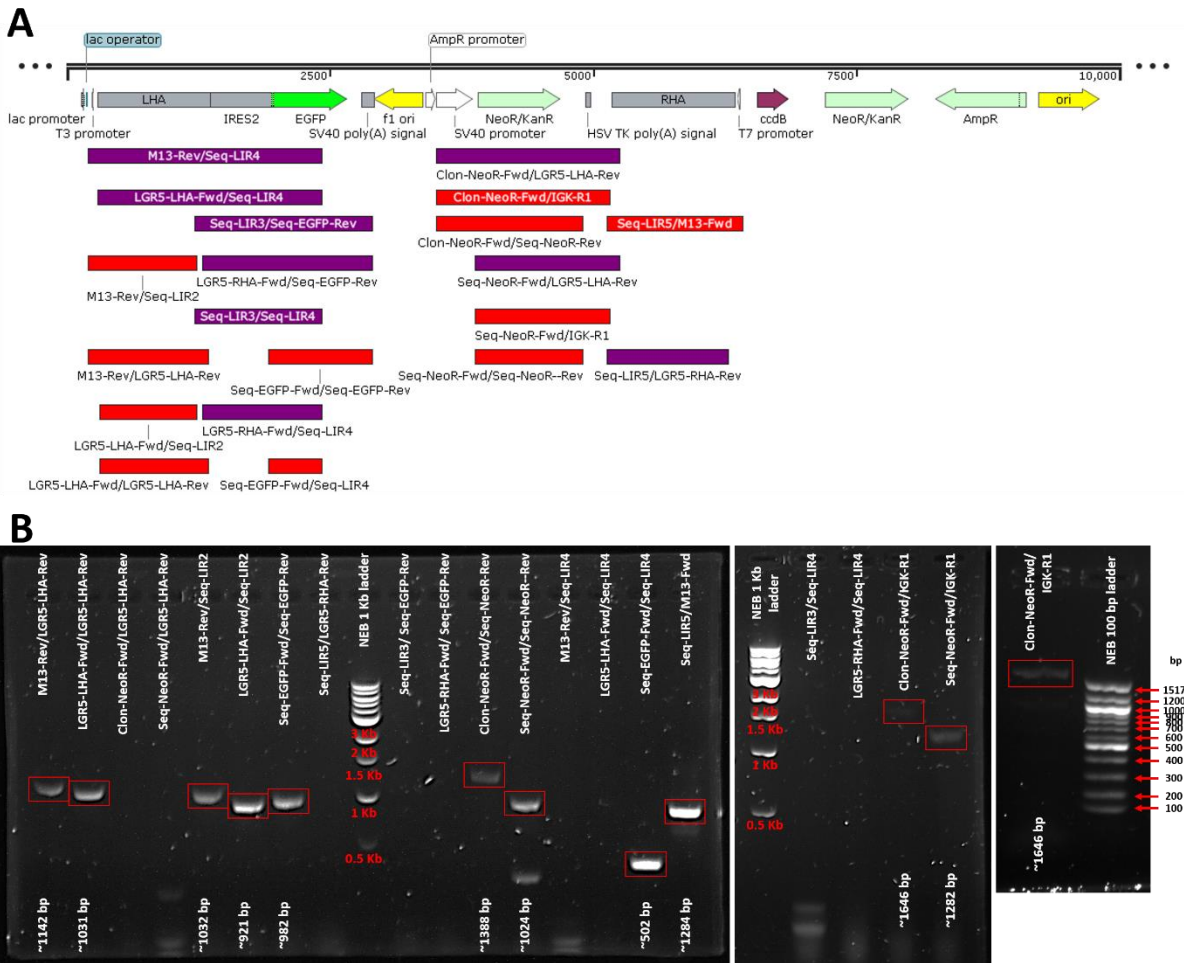 A
lac operator
AmpR promoter
2500
5000
7500
10,000
LHA
RHA
ori
lac promoter
IRES2
EGFP
f1 ori
NeoR/KanR
ccdB
NeoR/KanR
AmpR
T3 promoter
SV40 poly(A) signal
SV40 promoter
HSV TK poly(A) signal
T7 promoter
M13-Rev/Seq-LIR4
Clon-NeoR-Fwd/LGR5-LHA-Rev
LGR5-LHA-Fwd/Seq-LIR4
Clon-NeoR-Fwd/IGK-R1
Seq-LIR3/Seq-EGFP-Rev
Seq-LIR5/M13-Fwd
Clon-NeoR-Fwd/Seq-NeoR-Rev
LGR5-RHA-Fwd/Seq-EGFP-Rev
Seq-NeoR-Fwd/LGR5-LHA-Rev
M13-Rev/Seq-LIR2
Seq-LIR3/Seq-LIR4
Seq-NeoR-Fwd/IGK-R1
M13-Rev/LGR5-LHA-Rev
Seq-NeoR-Fwd/Seq-NeoR--Rev
Seq-LIR5/LGR5-RHA-Rev
Seq-EGFP-Fwd/Seq-EGFP-Rev
LGR5-RHA-Fwd/Seq-LIR4
LGR5-LHA-Fwd/Seq-LIR2
LGR5-LHA-Fwd/LGR5-LHA-Rev
Seq-EGFP-Fwd/Seq-LIR4
B
M13-Rev/LGR5-LHA-Rev
LGR5-LHA-Fwd/LGR5-LHA-Rev
Clon-NeoR-Fwd/LGR5-LHA-Rev
Seq-NeoR-Fwd/LGR5-LHA-Rev
M13-Rev/Seq-LIR2
LGR5-LHA-Fwd/Seq-LIR2
Seq-EGFP-Fwd/Seq-EGFP-Rev
Seq-LIR5/LGR5-RHA-Rev
NEB 1 Kb ladder
Seq-LIR3/ Seq-EGFP-Rev
LGR5-RHA-Fwd/ Seq-EGFP-Rev
Clon-NeoR-Fwd/Seq-NeoR-Rev
Seq-NeoR-Fwd/Seq-NeoR--Rev
M13-Rev/Seq-LIR4
LGR5-LHA-Fwd/Seq-LIR4
Seq-EGFP-Fwd/Seq-LIR4
Seq-LIR5/M13-Fwd
3 Kb
2 Kb
1.5 Kb
1 Kb
0.5 Kb
~1142 bp
~1031 bp
~1032 bp
~921 bp
~982 bp
~1388 bp
~1024 bp
~502 bp
~1284 bp
NEB 1 Kb
ladder
Seq-LIR3/Seq-LIR4
LGR5-RHA-Fwd/Seq-LIR4
Clon-NeoR-Fwd/IGK-R1
Seq-NeoR-Fwd/IGK-R1
3 Kb
2 Kb
1.5 Kb
1 Kb
0.5 Kb
~1646 bp
~1282 bp
Clon-NeoR-Fwd/
IGK-R1
NEB 100 bp ladder
~1646 bp
bp
1517
1200
1000
900
800
700
600
500
400
300
200
100